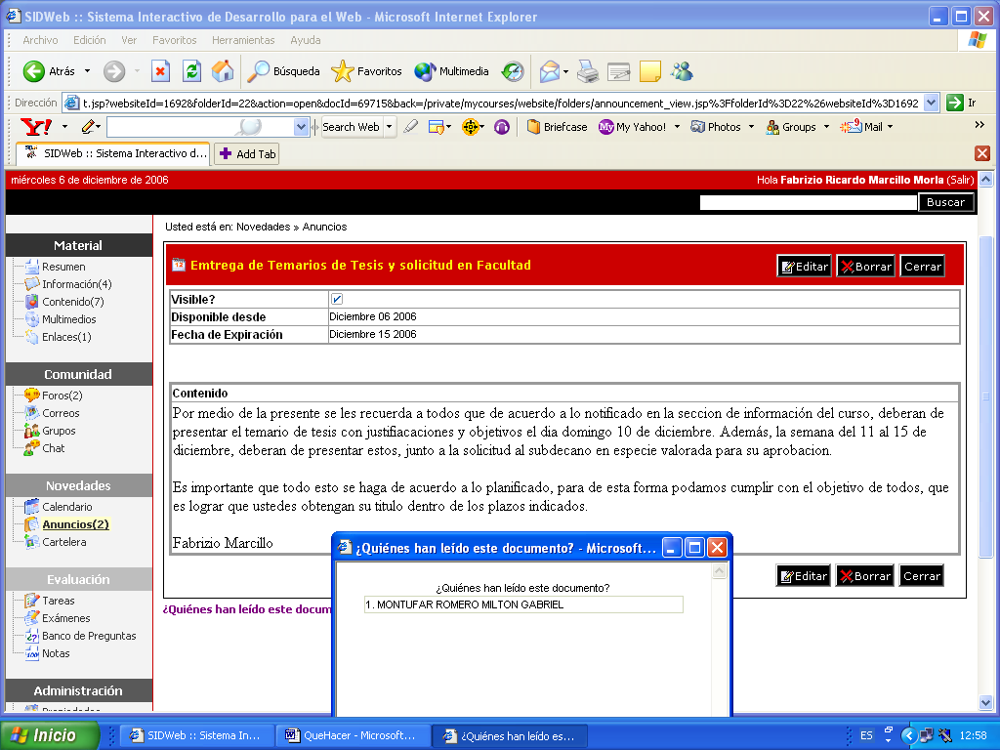 SIDWeb :: Sistema Interactivo de Desarrollo para el Web - Microsoft Internet Explorer
Archivo Edición Ver Favoritos Herramientas Ayuda
Atrás Búsqueda Favoritos Multimedia
Dirección t.jsp?websiteId=1692&folderId=22&action=open&docId=69715&back=/private/mycourses/website/folders/announcement_view.jsp%3FfolderId%3D22%26websiteId%3D1692 Ir
Y! Search Web Briefcase My Yahoo! Photos Groups 9 Mail »
SIDWeb :: Sistema Interactivo d... Add Tab
miércoles 6 de diciembre de 2006 Hola Fabrizio Ricardo Marcillo Morla (Salir)
Buscar
Usted está en: Novedades » Anuncios
Material
Resumen
Información(4)
Contenido(7)
Multimedios
Enlaces(1)
Comunidad
Foros(2)
Correos
Grupos
Chat
Novedades
Calendario
Anuncios(2)
Cartelera
Evaluación
Tareas
Exámenes
Banco de Preguntas
Notas
Administración
Propiedades
12 Emtrega de Temarios de Tesis y solicitud en Facultad Editar Borrar Cerrar
Visible?
Disponible desde Diciembre 06 2006
Fecha de Expiración Diciembre 15 2006
Contenido
Por medio de la presente se les recuerda a todos que de acuerdo a lo notificado en la seccion de información del curso, deberan de
presentar el temario de tesis con justifiacaciones y objetivos el dia domingo 10 de diciembre. Además, la semana del 11 al 15 de
diciembre, deberan de presentar estos, junto a la solicitud al subdecano en especie valorada para su aprobacion.
Es importante que todo esto se haga de acuerdo a lo planificado, para de esta forma podamos cumplir con el objetivo de todos, que
es lograr que ustedes obtengan su titulo dentro de los plazos indicados.
Fabrizio Marcillo
Editar Borrar Cerrar
¿Quiénes han leído este docum
¿Quiénes han leído este documento? - Microsoft...
¿Quiénes han leído este documento?
1. MONTUFAR ROMERO MILTON GABRIEL
Inicio SIDWeb :: Sistema In... QueHacer - Microsoft... ¿Quiénes han leído es... ES 12:58